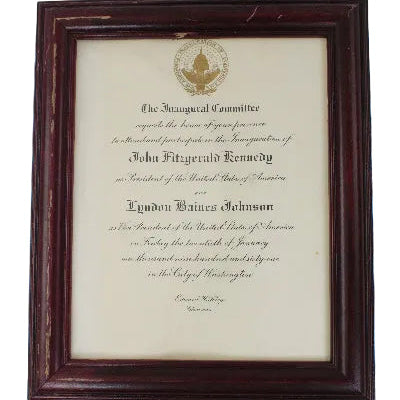 The Inaugural Committee
requests the honor of your presence
to attend and participate in the Inauguration of
John Fitzgerald Kennedy
as President of the United States of America
and
Lyndon Baines Johnson
as Vice President of the United States of America
on Friday the twentieth of January
one thousand nine hundred and sixty one
in the City of Washington
Chairman